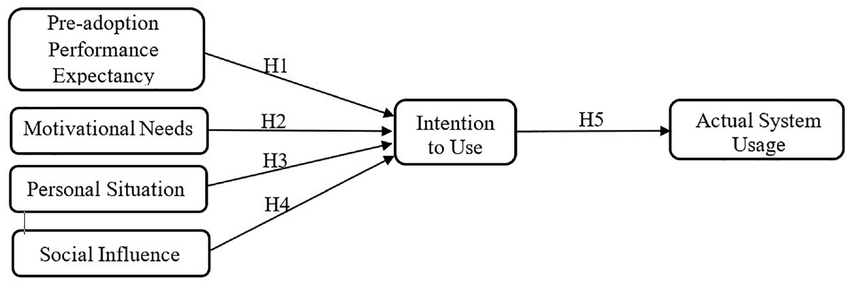 Pre-adoption
Performance
Expectancy
H1
Motivational Needs
H2
Intention
to Use
H5
Actual System
Usage
H3
Personal Situation
H4
Social Influence